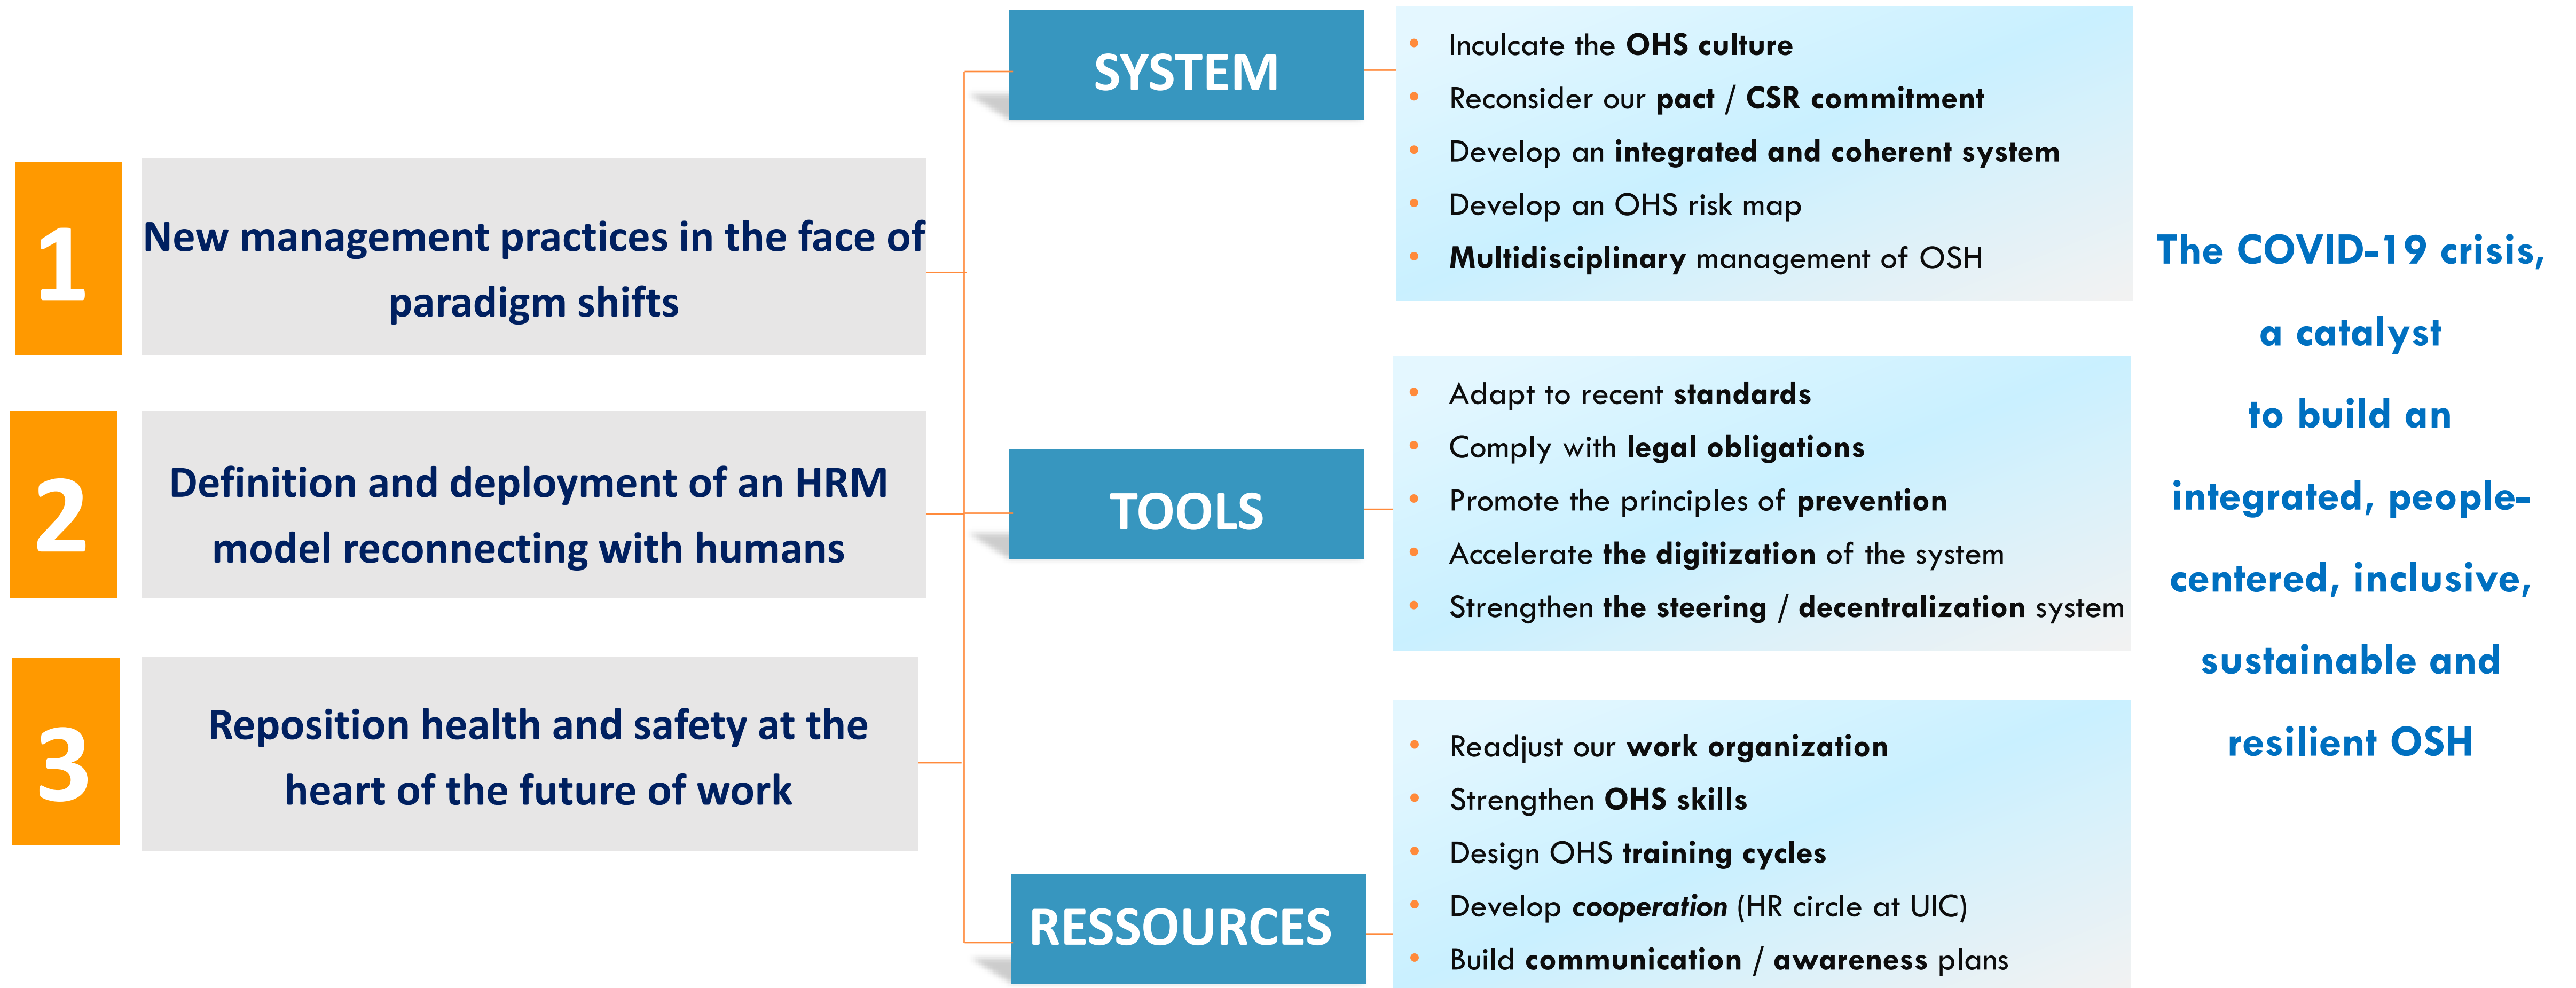 1
New management practices in the face of
paradigm shifts
2
Definition and deployment of an HRM
model reconnecting with humans
3
Reposition health and safety at the
heart of the future of work
SYSTEM
• Inculcate the OHS culture
• Reconsider our pact / CSR commitment
• Develop an integrated and coherent system
• Develop an OHS risk map
• Multidisciplinary management of OSH
TOOLS
• Adapt to recent standards
• Comply with legal obligations
• Promote the principles of prevention
• Accelerate the digitization of the system
• Strengthen the steering / decentralization system
RESSOURCES
• Readjust our work organization
• Strengthen OHS skills
• Design OHS training cycles
• Develop cooperation (HR circle at UIC)
• Build communication / awareness plans
The COVID-19 crisis,
a catalyst
to build an
integrated, people-
centered, inclusive,
sustainable and
resilient OSH